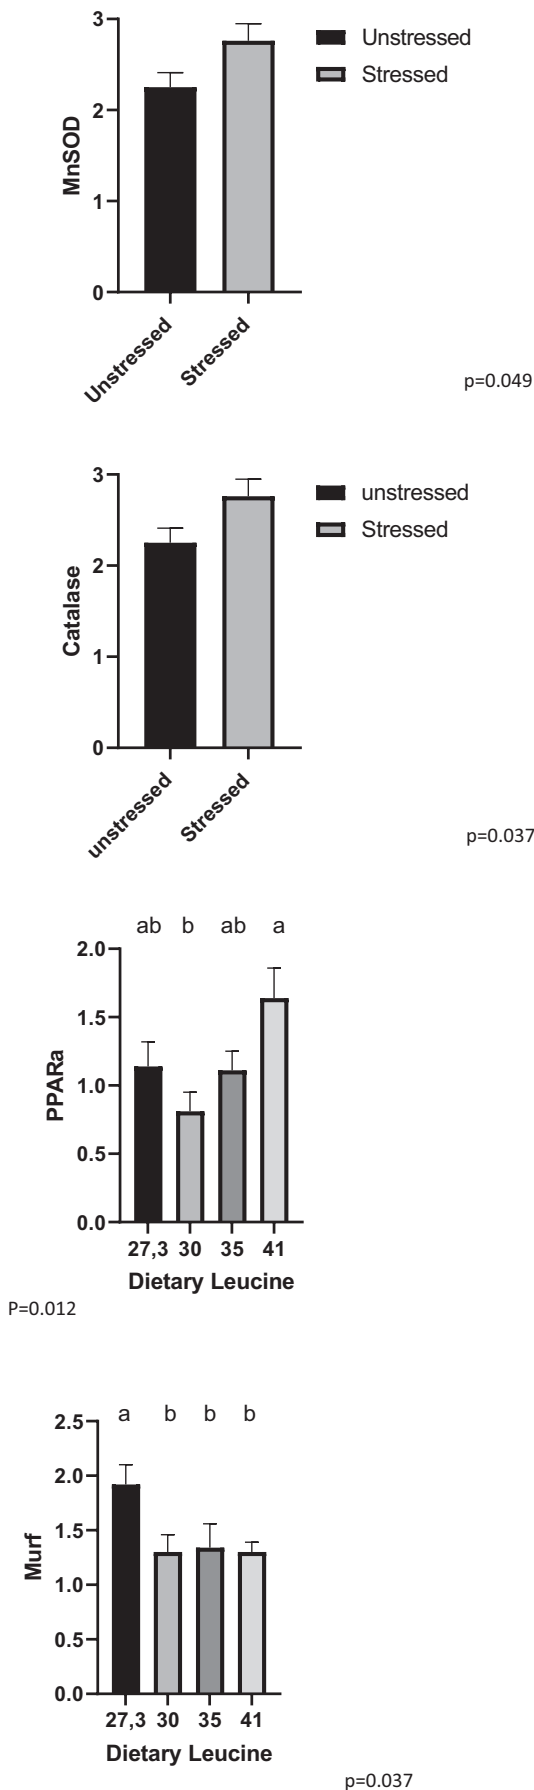 3
2
1
0
MnSOD
Unstressed
Stressed
Unstressed
Stressed
p=0.049
3
2
1
0
Catalase
unstressed
Stressed
unstressed
Stressed
p=0.037
ab b ab a
2.0
1.5
1.0
0.5
0.0
PPARa
27,3 30 35 41
Dietary Leucine
P=0.012
a b b b
2.5
2.0
1.5
1.0
0.5
0.0
Murf
27,3 30 35 41
Dietary Leucine
p=0.037